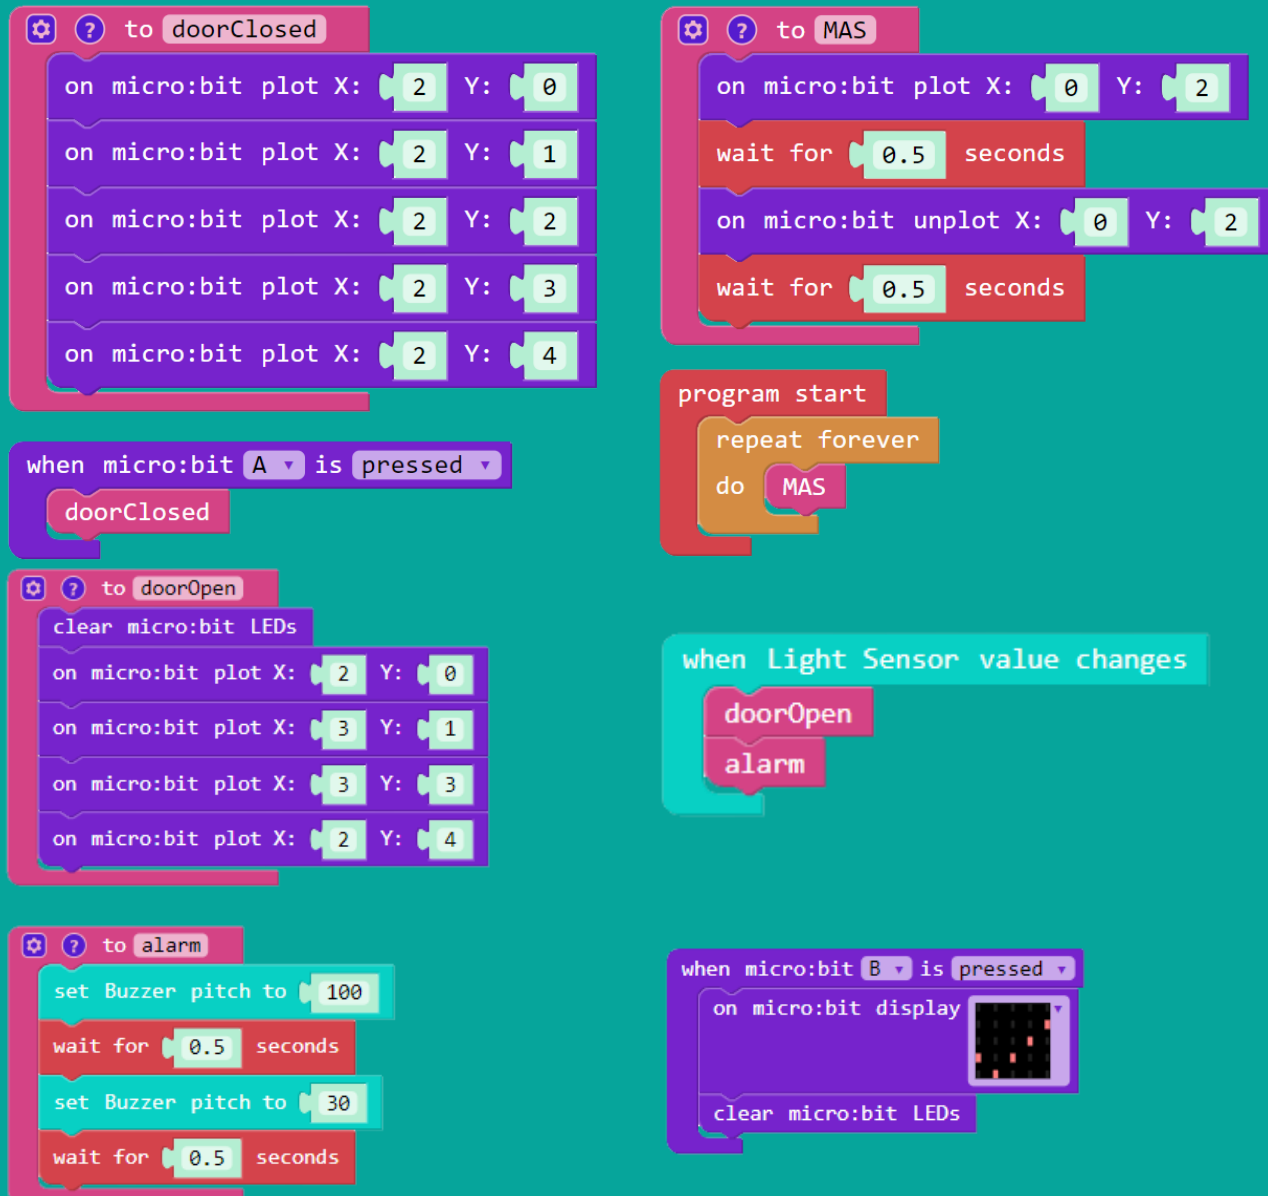 ? to doorClosed
on micro:bit plot X: 2 Y: 0
on micro:bit plot X: 2 Y: 1
on micro:bit plot X: 2 Y: 2
on micro:bit plot X: 2 Y: 3
on micro:bit plot X: 2 Y: 4
when micro:bit A is pressed
doorClosed
? to doorOpen
clear micro:bit LEDs
on micro:bit plot X: 2 Y: 0
on micro:bit plot X: 3 Y: 1
on micro:bit plot X: 3 Y: 3
on micro:bit plot X: 2 Y: 4
? to alarm
set Buzzer pitch to 100
wait for 0.5 seconds
set Buzzer pitch to 30
wait for 0.5 seconds
? to MAS
on micro:bit plot X: 0 Y: 2
wait for 0.5 seconds
on micro:bit unplot X: 0 Y: 2
wait for 0.5 seconds
program start
repeat forever
do MAS
when Light Sensor value changes
doorOpen
alarm
when micro:bit B is pressed
on micro:bit display
clear micro:bit LEDs